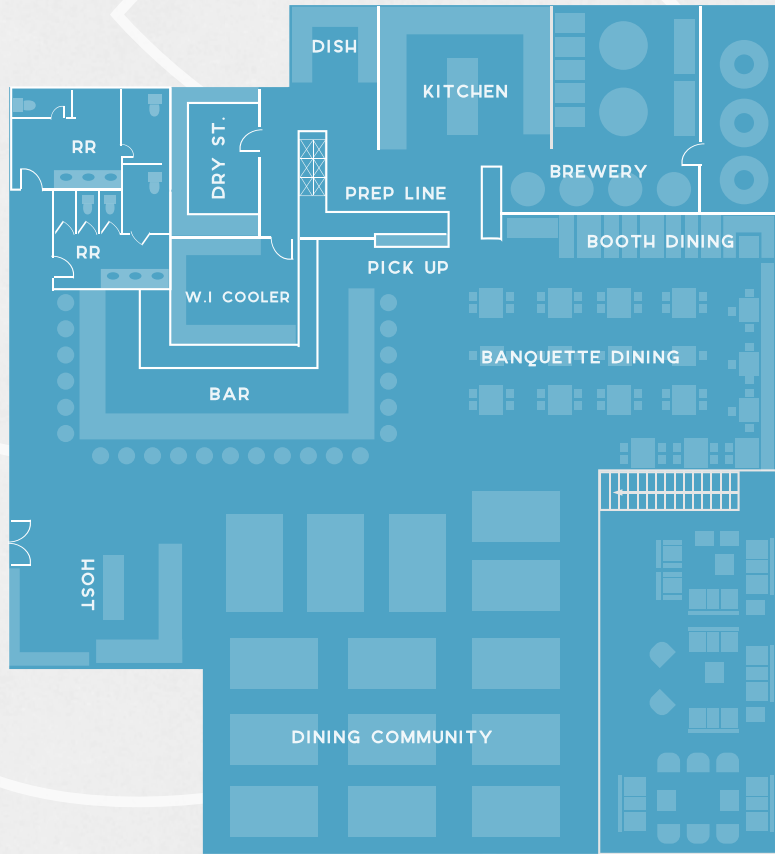 DISH
KITCHEN
RR
DRY ST.
BREWERY
PREP LINE
RR
BOOTH DINING
PICK UP
W.I COOLER
BANQUETTE DINING
BAR
HOST
DINING COMMUNITY